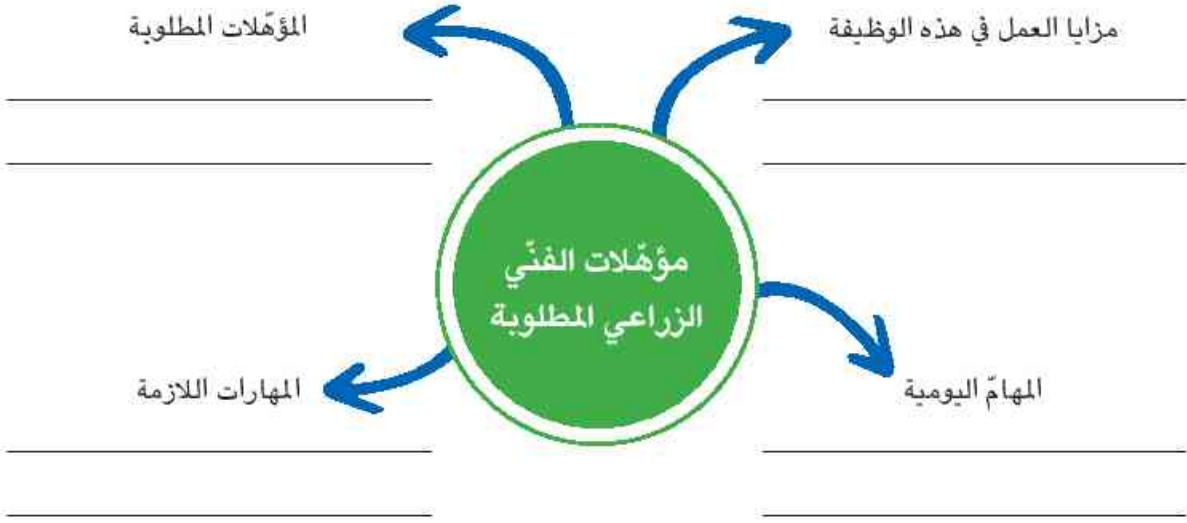 مزايا العمل في هذه الوظيفة
المؤهّلات المطلوبة
مؤهّلات الفنّي
الزراعي المطلوبة
المهامّ اليومية
المهارات اللازمة